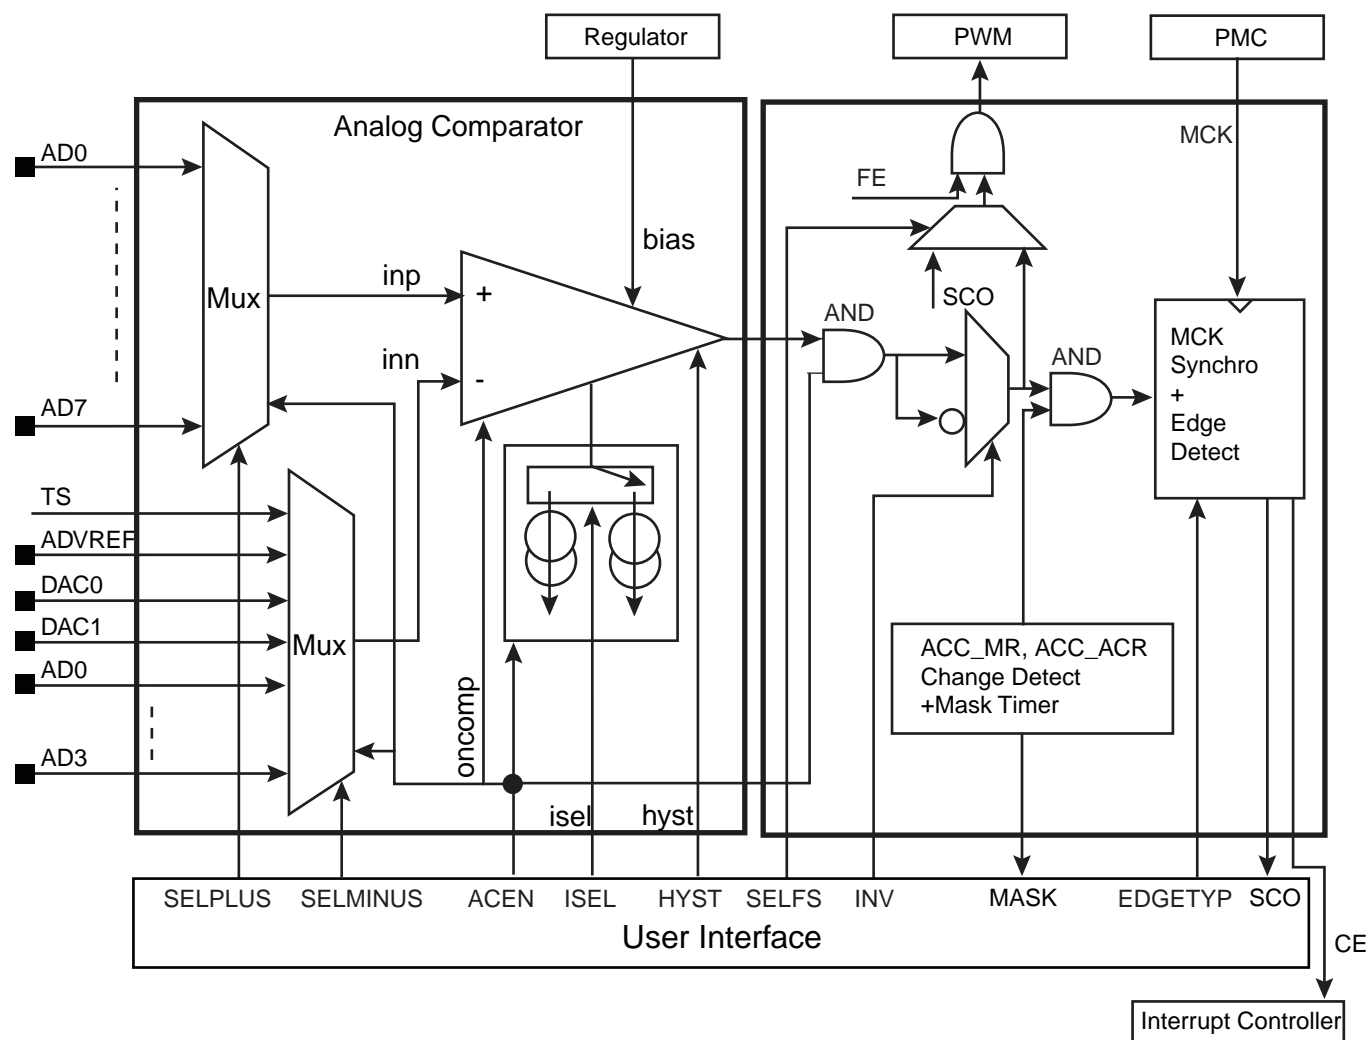 Regulator
PWM
PMC
Analog Comparator
MCK
AD0
FE
bias
inp
Mux
+
SCO
AND
inn
-
MCK
Synchro
+
Edge
Detect
AND
AD7
TS
ADVREF
DAC0
DAC1
Mux
AD0
ACC_MR, ACC_ACR
Change Detect
+Mask Timer
oncomp
AD3
isel
hyst
SELPLUS
SELMINUS
ACEN
ISEL
HYST
SELFS
INV
MASK
EDGETYP
SCO
User Interface
CE
Interrupt Controller